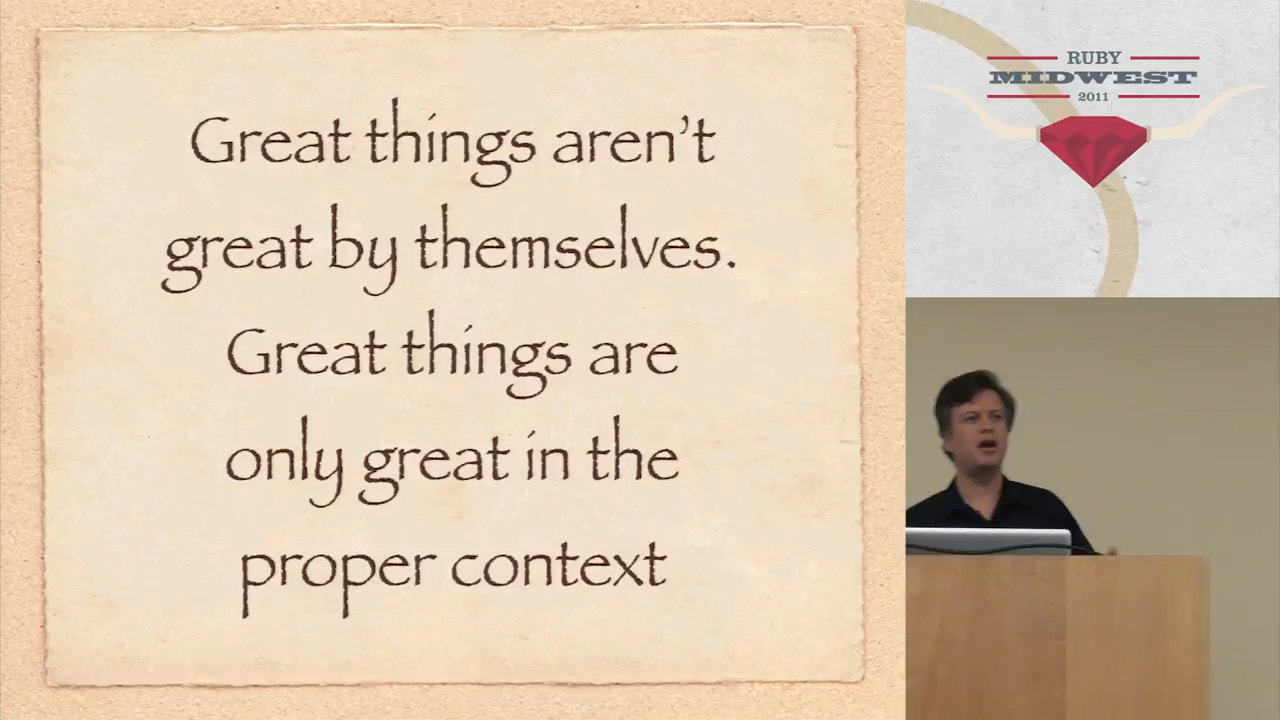 Great things aren't
great by themselves.
Great things are
only great in the
proper context
RUBY
MIDWEST
2011